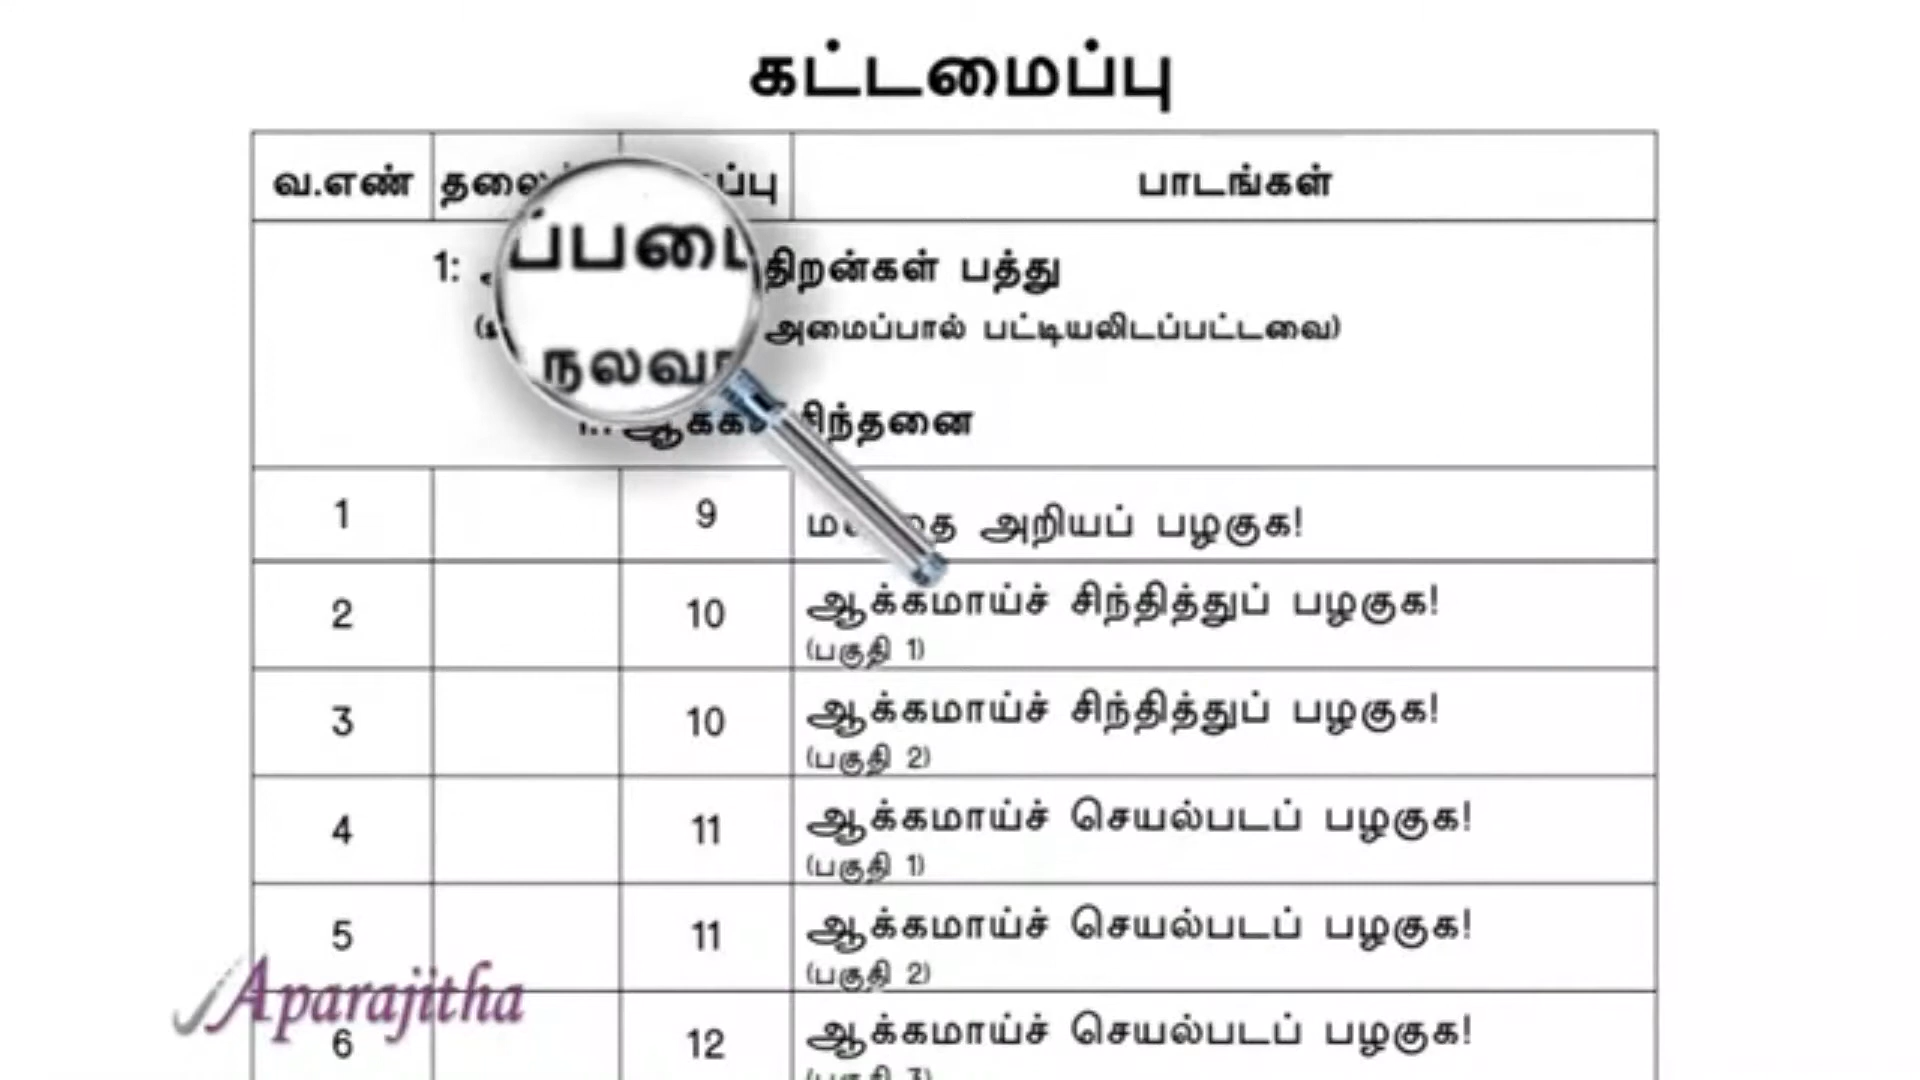 கட்டமைப்பு
வ.எண் பாடங்கள்
1: திறன்கள் பத்து
அமைப்பால் பட்டியலிடப்பட்டவை)
1 9 அறியப் பழகுக!
2 10 ஆக்கமாய்ச் சிந்தித்துப் பழகுக!
(பகுதி 1)
3 10 ஆக்கமாய்ச் சிந்தித்துப் பழகுக!
(பகுதி 2)
4 11 ஆக்கமாய்ச் செயல்படப் பழகுக!
(பகுதி 1)
5 11 ஆக்கமாய்ச் செயல்படப் பழகுக!
(பகுதி 2)
Aparajitha
6 12 ஆக்கமாய்ச் செயல்படப் பழகுக!